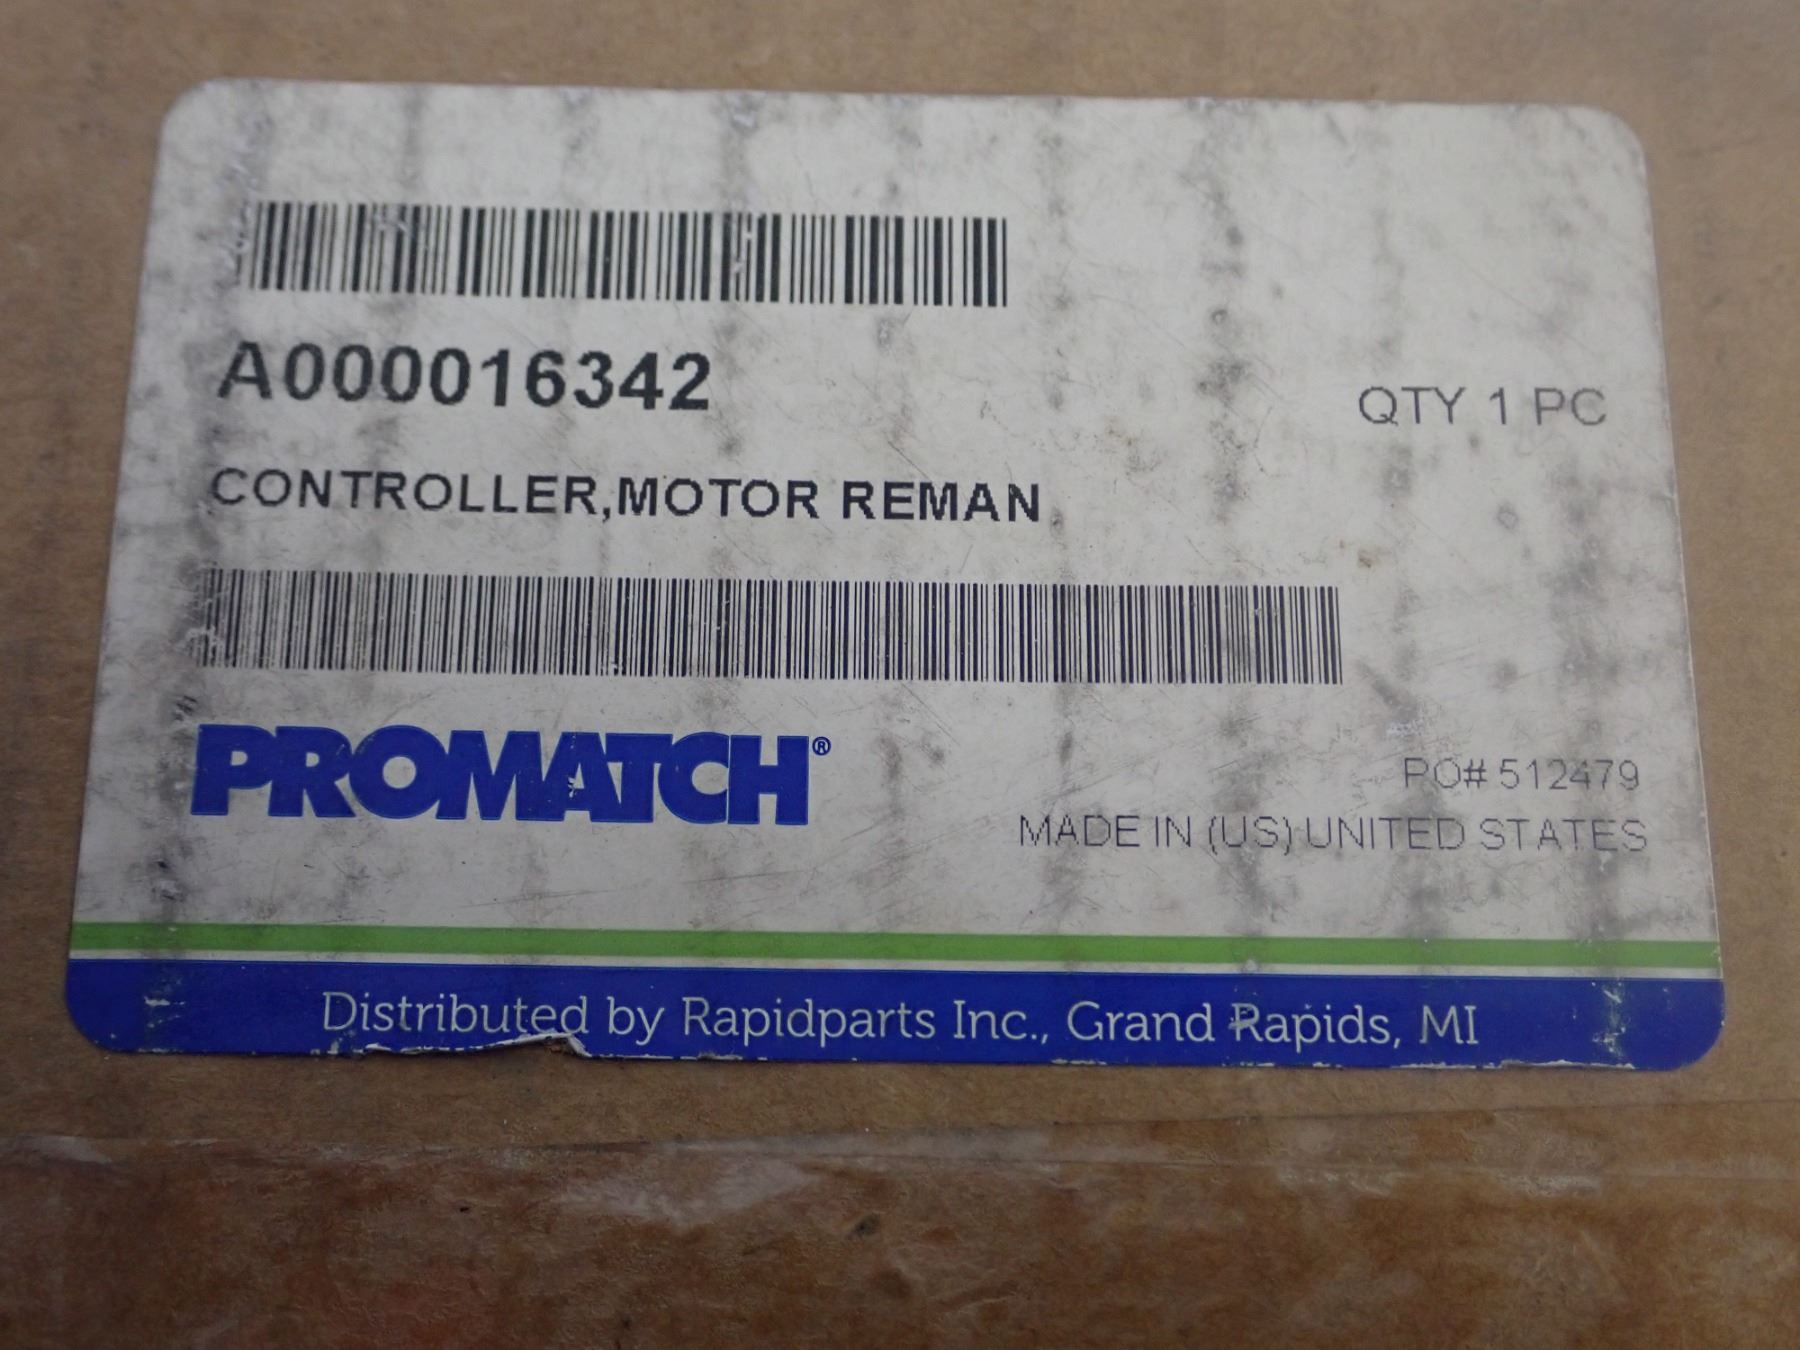 A000016342
QTY 1 PC
CONTROLLER,MOTOR REMAN
PROMATCH®
PO# 512479
MADE IN (US) UNITED STATES
Distributed by Rapidparts Inc., Grand Rapids, MI